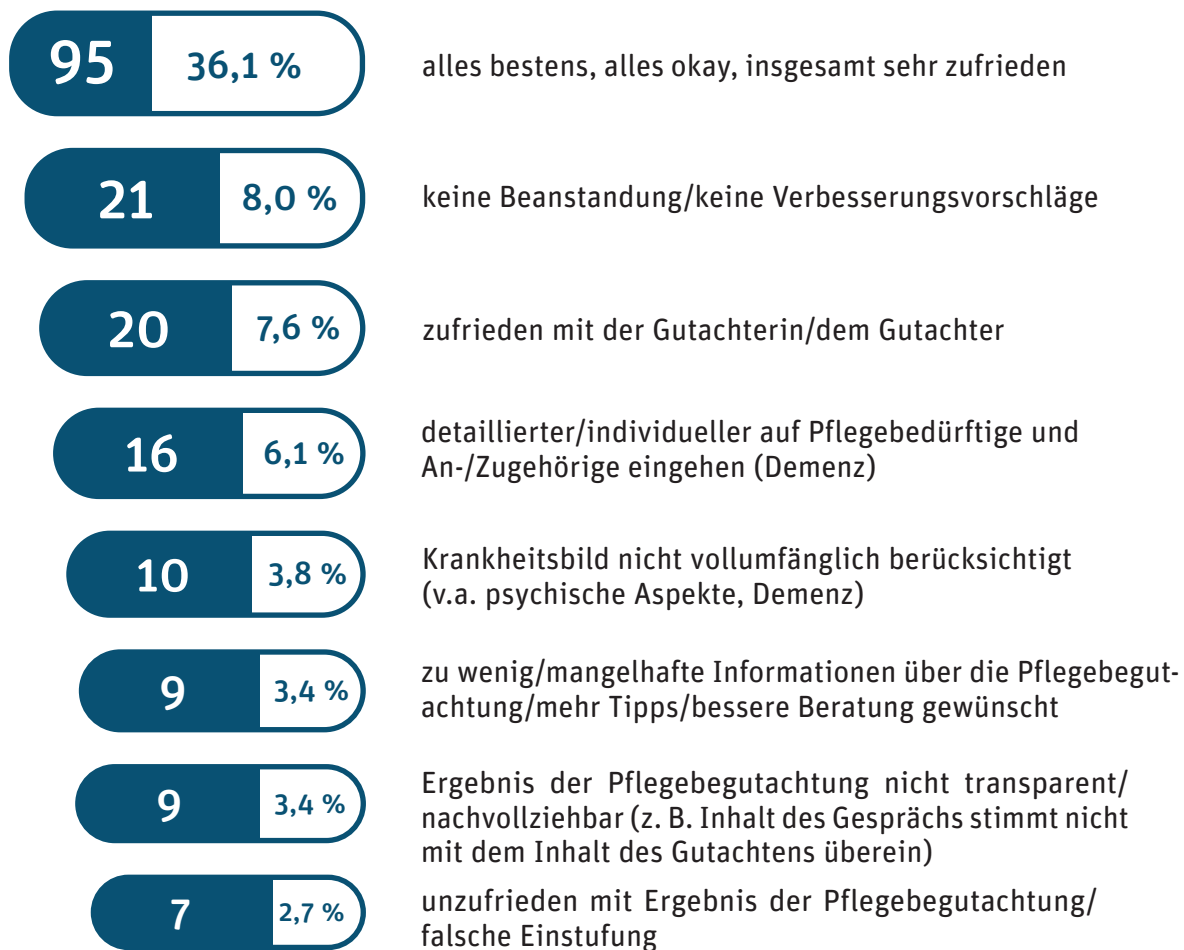 95 36,1 % alles bestens, alles okay, insgesamt sehr zufrieden
21 8,0 % keine Beanstandung/keine Verbesserungsvorschläge
20 7,6 % zufrieden mit der Gutachterin/dem Gutachter
16 6,1 % detaillierter/individueller auf Pflegebedürftige und
An-/Zugehörige eingehen (Demenz)
10 3,8 % Krankheitsbild nicht vollumfänglich berücksichtigt
(v.a. psychische Aspekte, Demenz)
9 3,4 % zu wenig/mangelhafte Informationen über die Pflegebegut-
achtung/mehr Tipps/bessere Beratung gewünscht
9 3,4 % Ergebnis der Pflegebegutachtung nicht transparent/
nachvollziehbar (z. B. Inhalt des Gesprächs stimmt nicht
mit dem Inhalt des Gutachtens überein)
7 2,7 % unzufrieden mit Ergebnis der Pflegebegutachtung/
falsche Einstufung